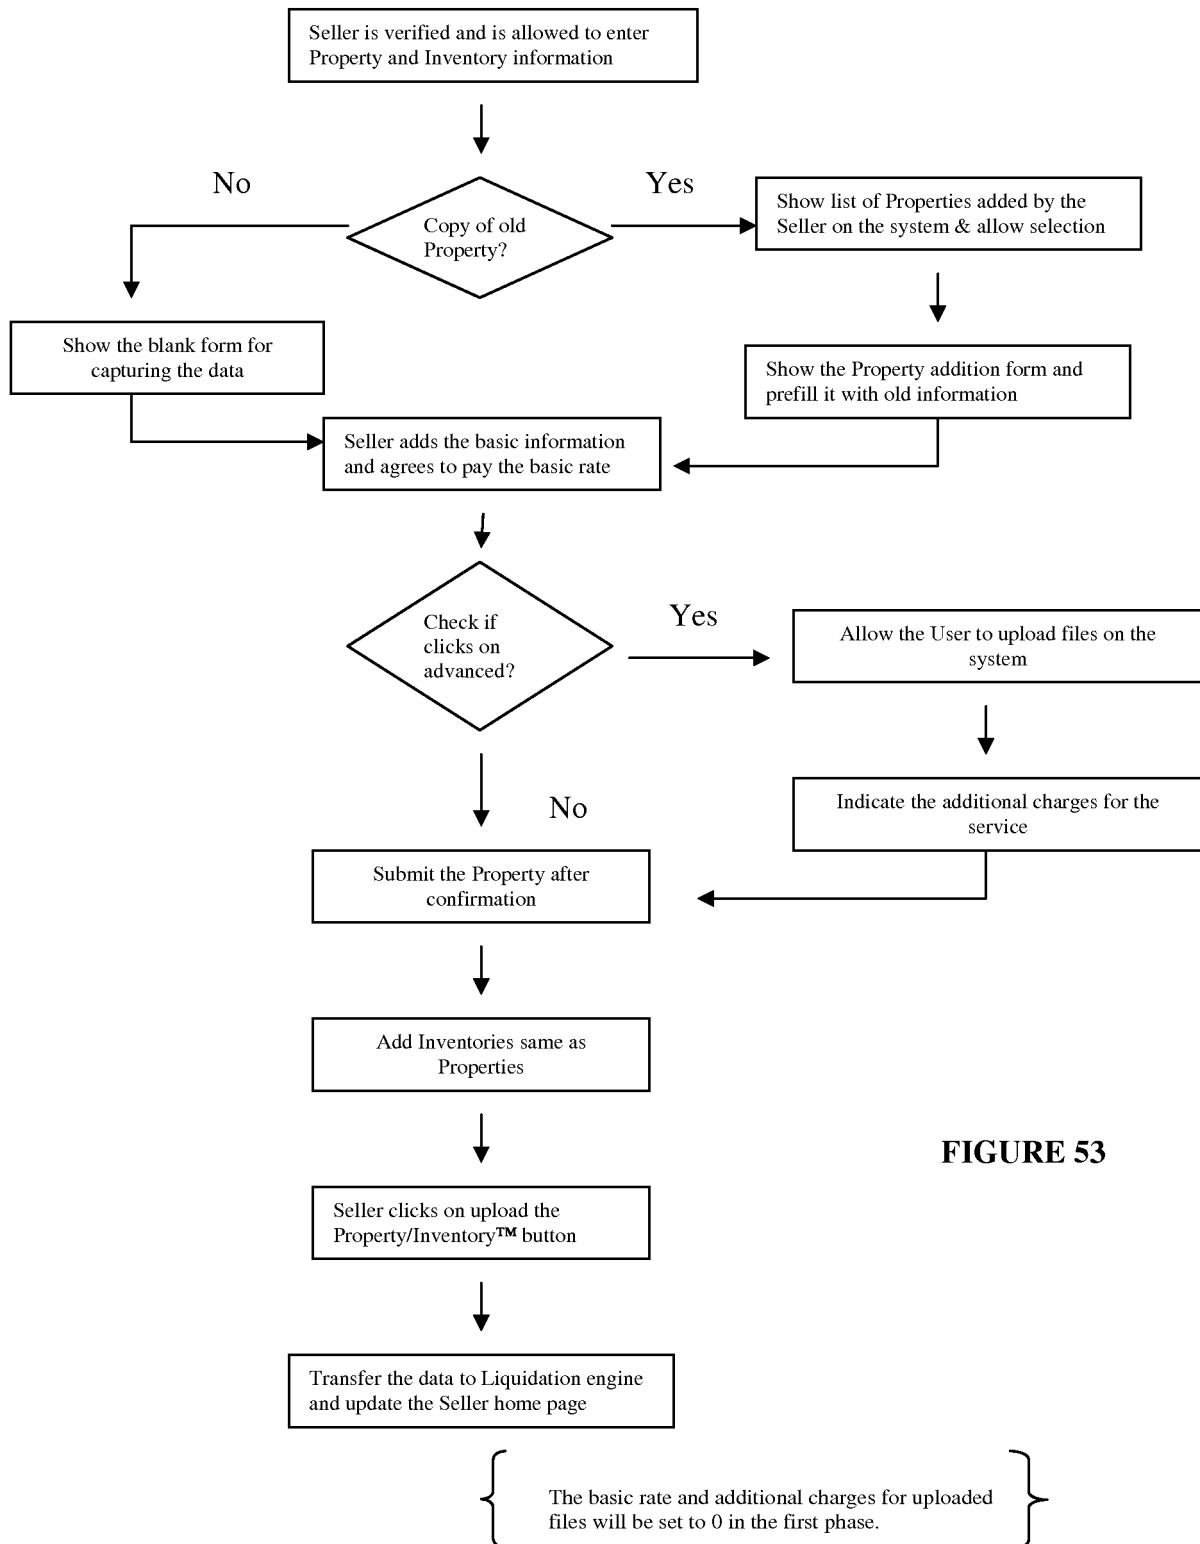 Seller is verified and is allowed to enter
Property and Inventory information
No
Yes
Copy of old
Property?
Show list of Properties added by the
Seller on the system & allow selection
Show the blank form for
capturing the data
Show the Property addition form and
prefill it with old information
Seller adds the basic information
and agrees to pay the basic rate
Check if
clicks on
advanced?
Yes
Allow the User to upload files on the
system
No
Indicate the additional charges for the
service
Submit the Property after
confirmation
Add Inventories same as
Properties
FIGURE 53
Seller clicks on upload the
Property/Inventory™ button
Transfer the data to Liquidation engine
and update the Seller home page
The basic rate and additional charges for uploaded
files will be set to 0 in the first phase.